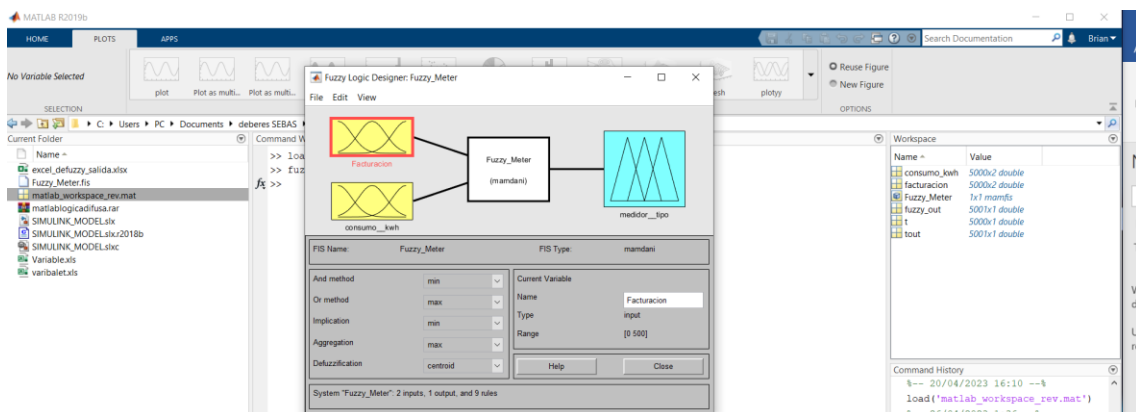 MATLAB R2019b
HOME PLOTS APPS
Search Documentation
Brian
No Variable Selected
plot
Plot as multi...
Plot as multi...
plotyy
Reuse Figure
New Figure
SELECTION
OPTIONS
C: Users PC Documents deberes SEBAS
Current Folder
Name
excel_defuzzy_salida.xlsx
Fuzzy_Meter.fis
matlab_workspace_rev.mat
matlablogicadifusa.rar
SIMULINK_MODEL.slx
SIMULINK_MODEL.slx.r2018b
SIMULINK_MODEL.slxc
Variable.xls
varibalet.xls
Command W
>> loa
>> fuz
fx >>
Fuzzy Logic Designer: Fuzzy_Meter
File Edit View
Facturacion
consumo__kwh
Fuzzy_Meter
(mamdani)
medidor__tipo
FIS Name: Fuzzy_Meter FIS Type: mamdani
And method min
Or method max
Implication min
Aggregation max
Defuzzification centroid
Current Variable
Name Facturacion
Type input
Range [0 500]
Help Close
System "Fuzzy_Meter": 2 inputs, 1 output, and 9 rules
Workspace
Name Value
consumo_kwh 5000x2 double
facturacion 5000x2 double
Fuzzy_Meter 1x1 mamfis
fuzzy_out 5001x1 double
t 5000x1 double
tout 5001x1 double
Command History
%-- 20/04/2023 16:10 --%
load('matlab_workspace_rev.mat')